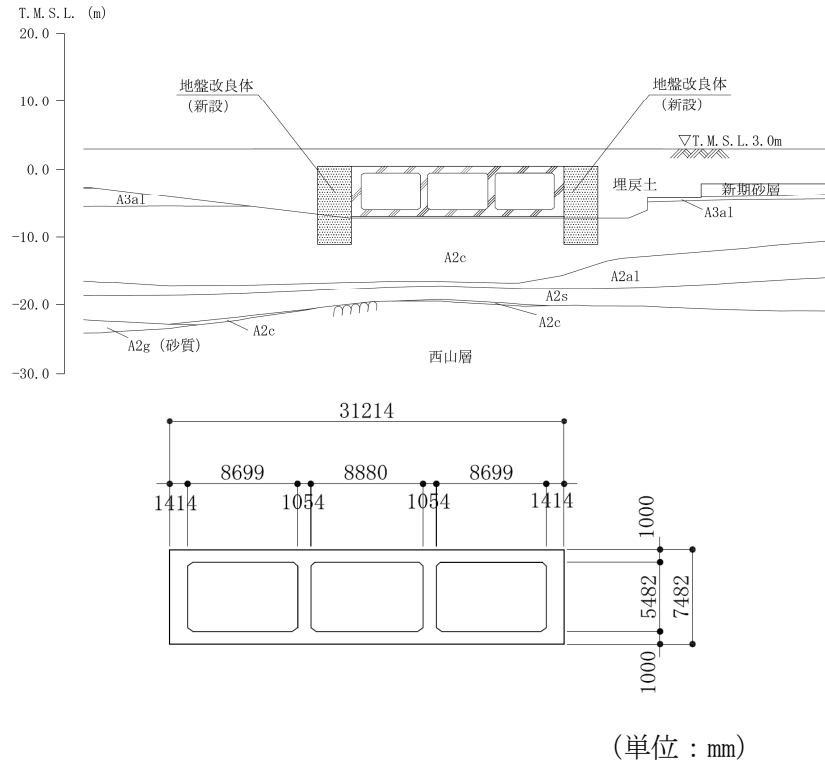 T.M.S.L. (m)
20.0
10.0
0.0
-10.0
-20.0
-30.0
地盤改良体
(新設)
地盤改良体
(新設)
▽T.M.S.L.3.0m
埋戻土
新期砂層
A3al
A3al
A2c
A2al
A2s
A2c
A2c
A2g (砂質)
西山層
31214
8699
8880
8699
1414
1054
1054
1414
1000
5482
7482
1000
(単位：mm)